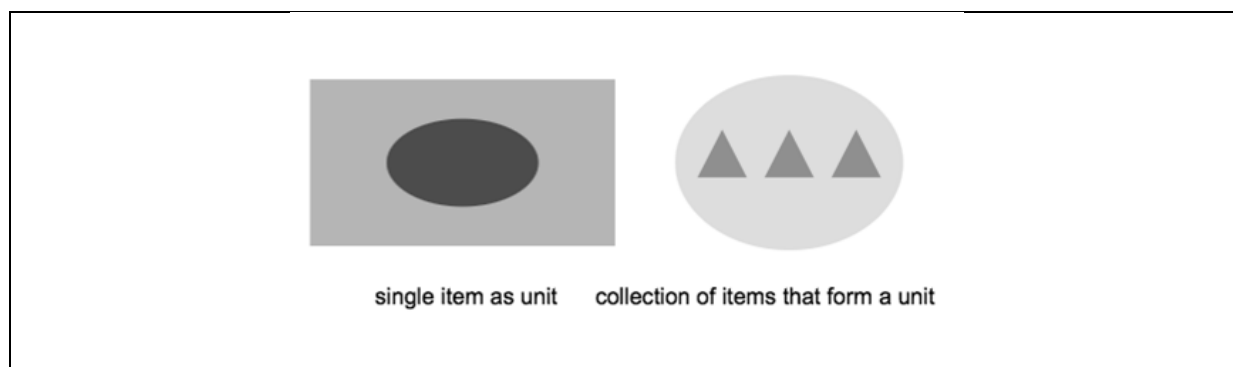 single item as unit
collection of items that form a unit